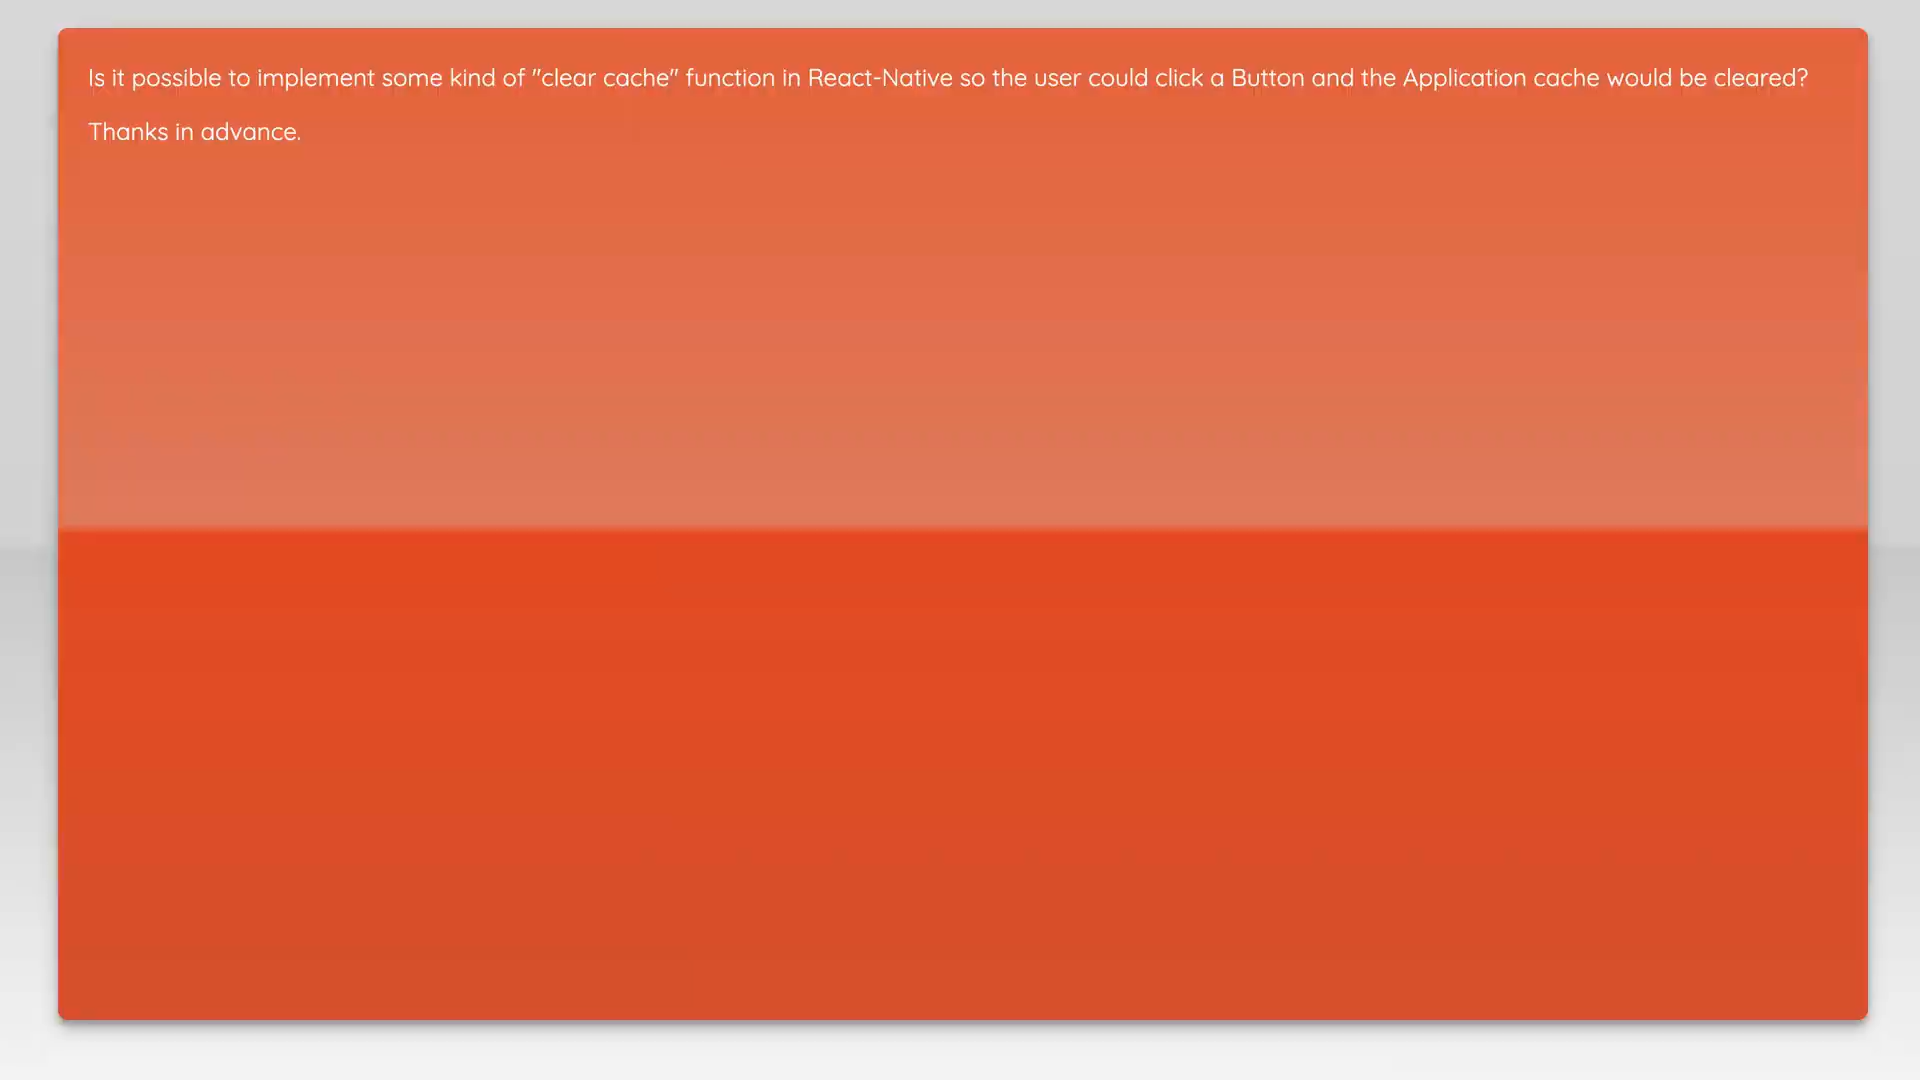 Is it possible to implement some kind of "clear cache" function in React-Native so the user could click a Button and the Application cache would be cleared?
Thanks in advance.